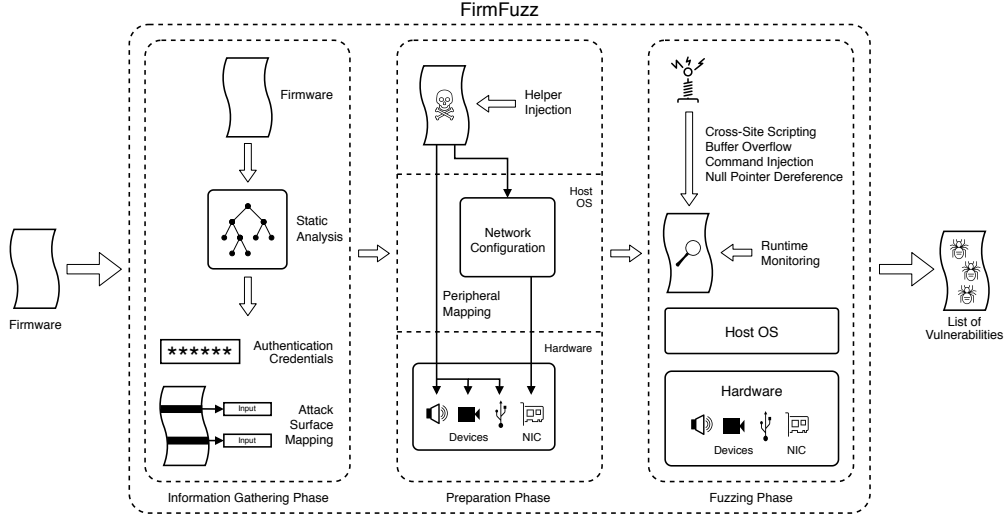 FirmFuzz
Firmware
Firmware
Static
Analysis
******
Authentication
Credentials
Input
Input
Attack
Surface
Mapping
Information Gathering Phase
Helper
Injection
Host
OS
Network
Configuration
Peripheral
Mapping
Hardware
Devices
NIC
Preparation Phase
Cross-Site Scripting
Buffer Overflow
Command Injection
Null Pointer Dereference
Runtime
Monitoring
Host OS
Hardware
Devices
NIC
Fuzzing Phase
List of
Vulnerabilities